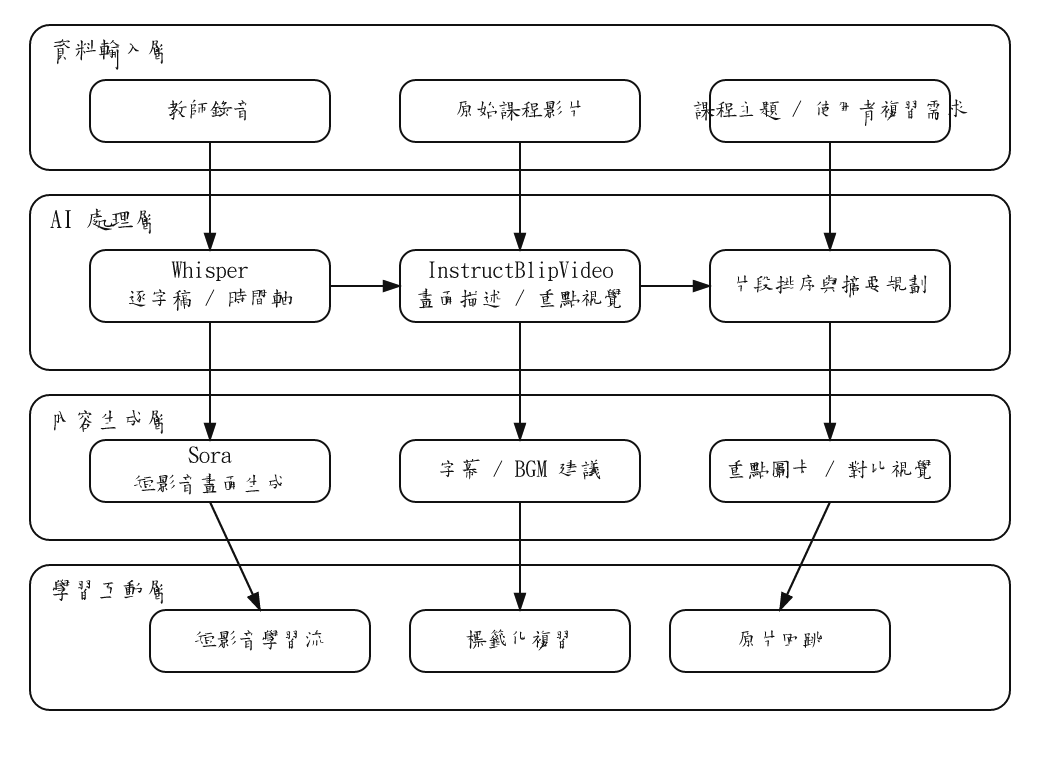 資料輸入層
教師錄音
原始課程影片
課程主題 / 使用者複習需求
AI 處理層
Whisper
逐字稿 / 時間軸
InstructBlipVideo
畫面描述 / 重點視覺
片段排序與摘要規劃
內容生成層
Sora
短影音畫面生成
字幕 / BGM 建議
重點圖卡 / 對比視覺
學習互動層
短影音學習流
標籤化複習
原片回跳